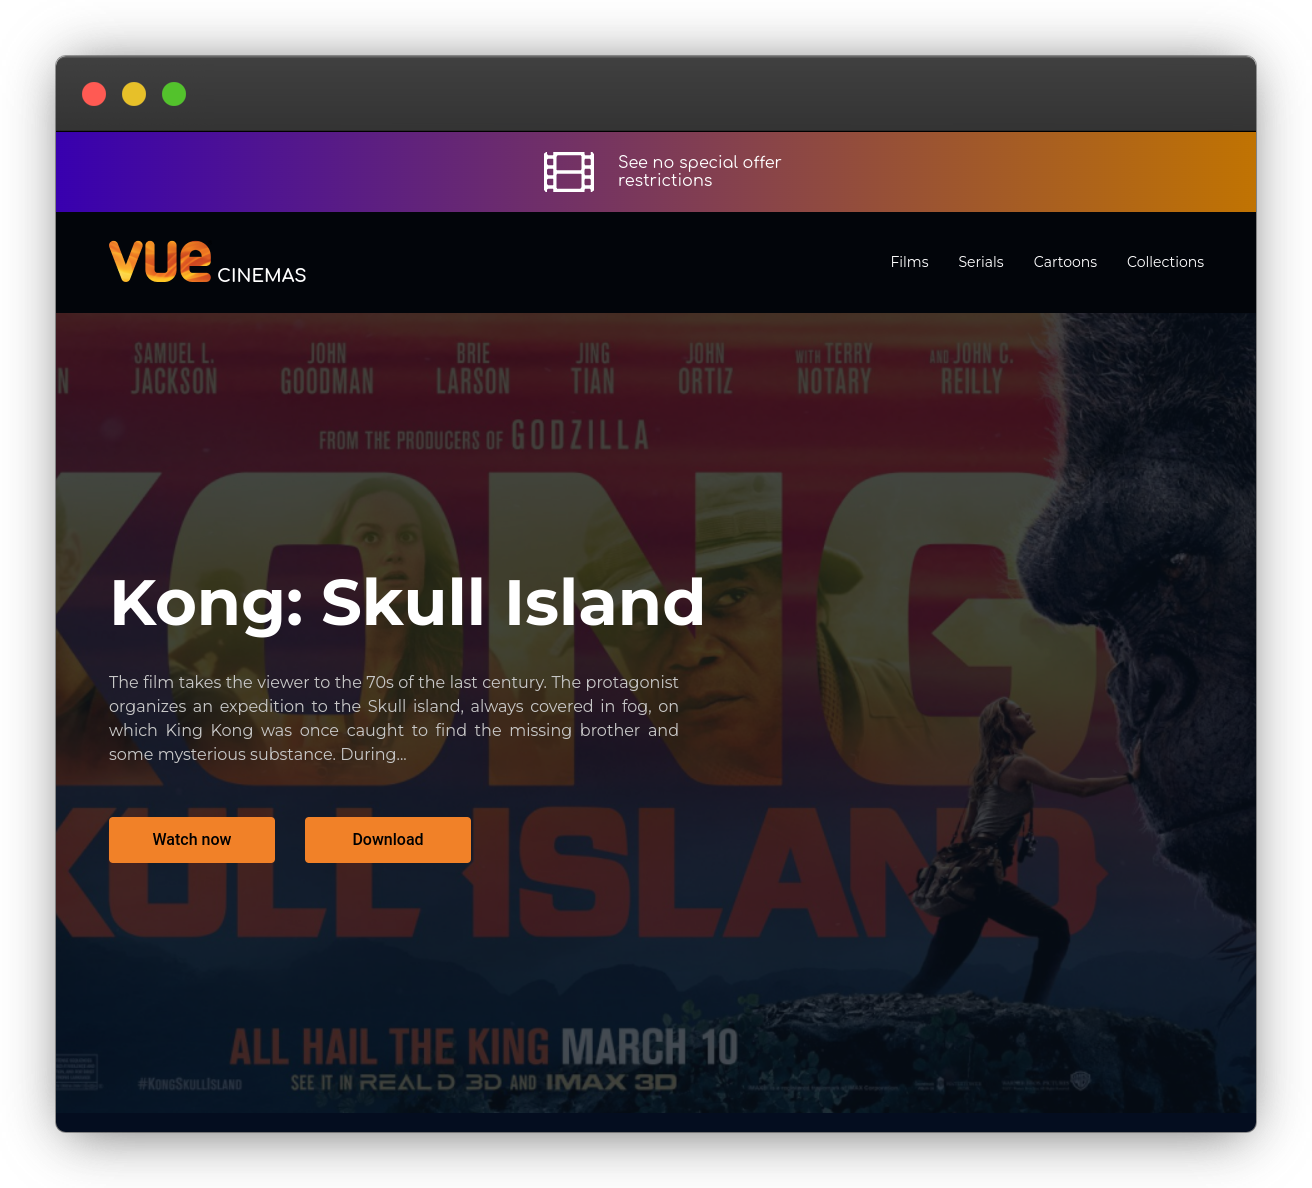 See no special offer
restrictions
vue CINEMAS
Films Serials Cartoons Collections
N SAMUEL L. JACKSON JOHN GOODMAN BRIE LARSON JING TIAN JOHN ORTIZ WITH TERRY NOTARY AND JOHN C. REILLY
FROM THE PRODUCERS OF GODZILLA
KONG
Kong: Skull Island
The film takes the viewer to the 70s of the last century. The protagonist
organizes an expedition to the Skull island, always covered in fog, on
which King Kong was once caught to find the missing brother and
some mysterious substance. During...
Watch now Download
KULL ISLAND
ALL HAIL THE KING MARCH 10
#KONGSKULLISLAND SEE IT IN REAL D 3D AND IMAX 3D